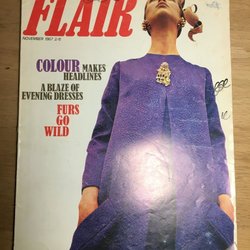 FLAIR
NOVEMBER 1967 2/6
COLOUR MAKES
HEADLINES
A BLAZE OF
EVENING DRESSES
FURS
GO
WILD